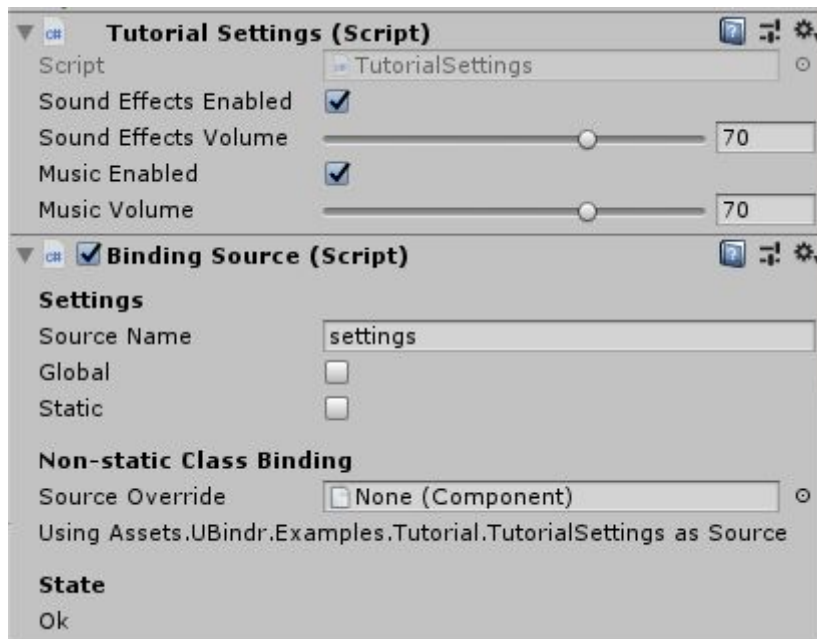 Tutorial Settings (Script)
Script TutorialSettings
Sound Effects Enabled
Sound Effects Volume 70
Music Enabled
Music Volume 70
c# Binding Source (Script)
Settings
Source Name settings
Global
Static
Non-static Class Binding
Source Override None (Component)
Using Assets.UBindr.Examples.Tutorial.TutorialSettings as Source
State
Ok